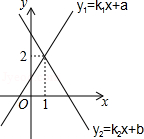 y
y₁=k₁x+a
2
O
1
x
y₂=k₂x+b